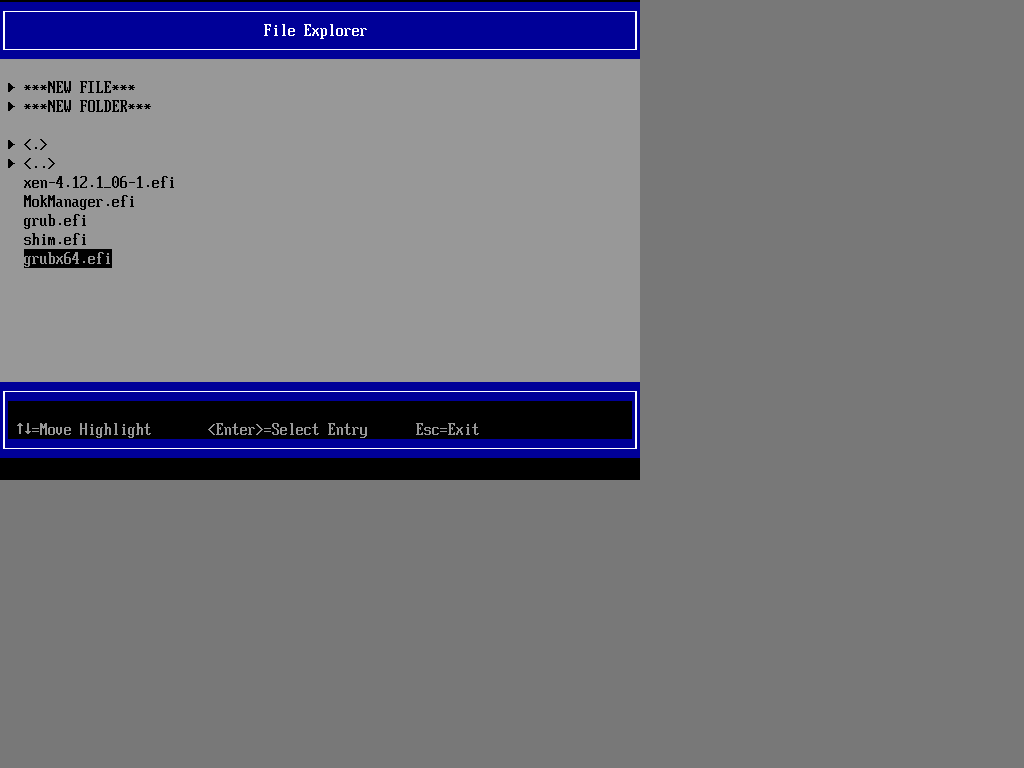 File Explorer
***NEW FILE***
***NEW FOLDER***
<.>
<..>
xen-4.12.1_06-1.efi
MokManager.efi
grub.efi
shim.efi
grubx64.efi
↑↓=Move Highlight <Enter>=Select Entry Esc=Exit